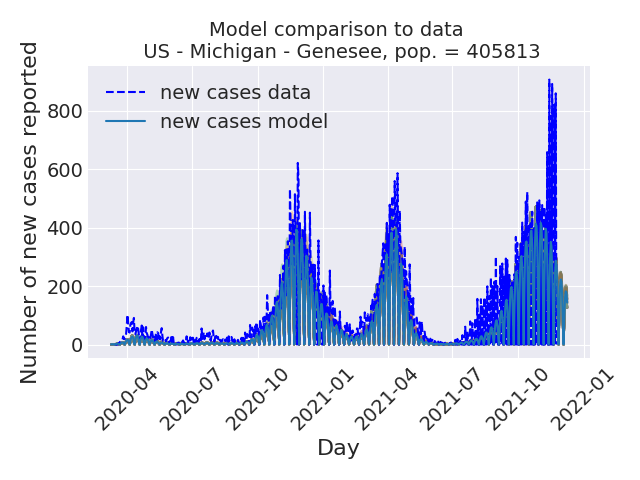 Model comparison to data
US - Michigan - Genesee, pop. = 405813
new cases data
new cases model
Number of new cases reported
800
600
400
200
0
2020-04
2020-07
2020-10
2021-01
2021-04
2021-07
2021-10
2022-01
Day